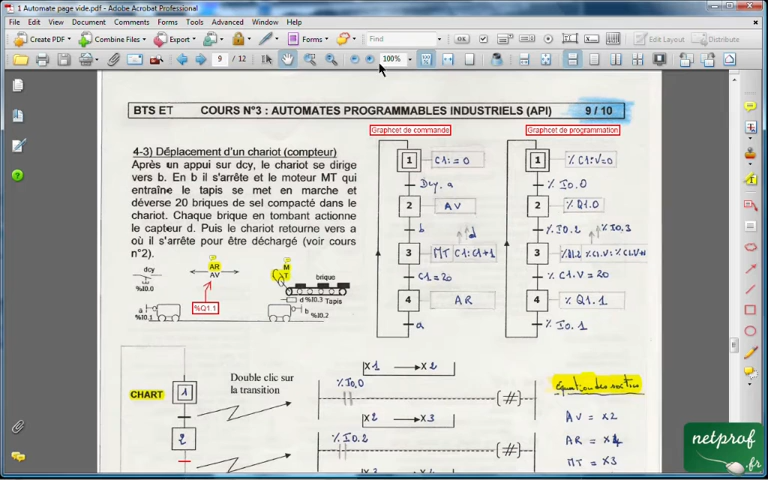 1 Automate page vide.pdf - Adobe Acrobat Professional
File Edit View Document Comments Forms Tools Advanced Window Help
Create PDF Combine Files Export Forms Find Edit Layout Distribute
9 / 12 100%
BTS ET COURS N°3 : AUTOMATES PROGRAMMABLES INDUSTRIELS (API) 9 / 10
Graphcet de commande Graphcet de programmation
4-3) Déplacement d'un chariot (compteur)
Après un appui sur dcy, le chariot se dirige
vers b. En b il s'arrête et le moteur MT qui
entraîne le tapis se met en marche et
déverse 20 briques de sel compacté dans le
chariot. Chaque brique en tombant actionne
le capteur d. Puis le chariot retourne vers a
où il s'arrête pour être déchargé (voir cours
n°2).
1 C1:=0
Dcy.a
2 AV
b d
3 MT C1:C1+1
C1=20
4 AR
a
1 %C1:V=0
% I0.0
2 % Q1.0
% I0.2 % I0.3
3
% C1.V = 20
4 % Q1.1
% I0.1
dcy
%I0.0
AR
AV
M
T
brique
d %I0.3 Tapis
a
%I0.1
%Q1.1
b
%I0.2
CHART
1
2
Double clic sur
la transition
X1 X2
% I0.0
(#)
X2 X3
% I0.2
(#)
AV = X2
AR = X4
MT = X3
netprof
.fr